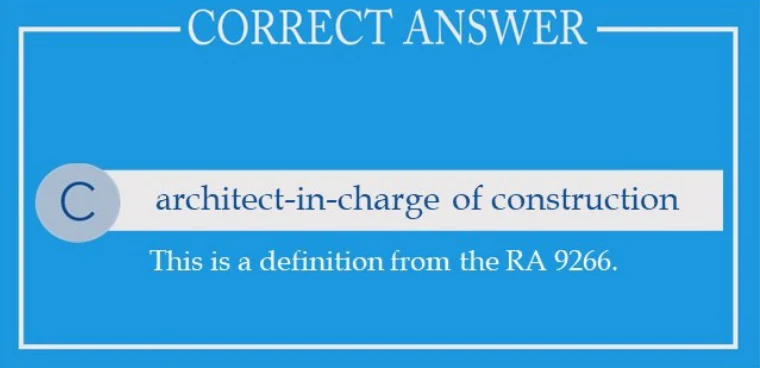 CORRECT ANSWER
C
architect-in-charge of construction
This is a definition from the RA 9266.